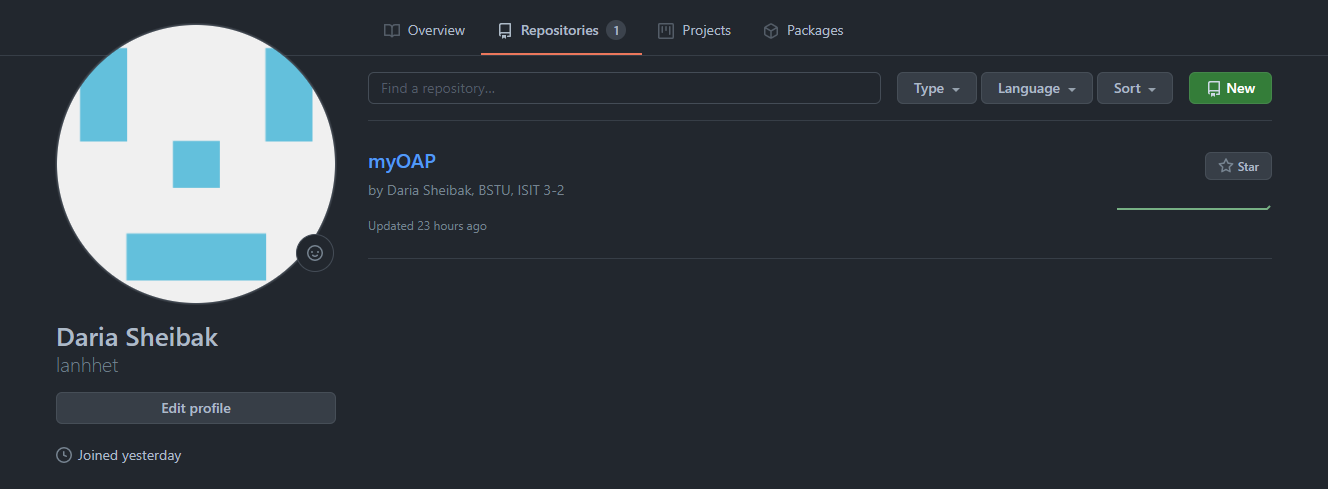 Overview Repositories 1 Projects Packages
Find a repository... Type Language Sort New
myOAP Star
by Daria Sheibak, BSTU, ISIT 3-2
Updated 23 hours ago
Daria Sheibak
lanhhet
Edit profile
Joined yesterday